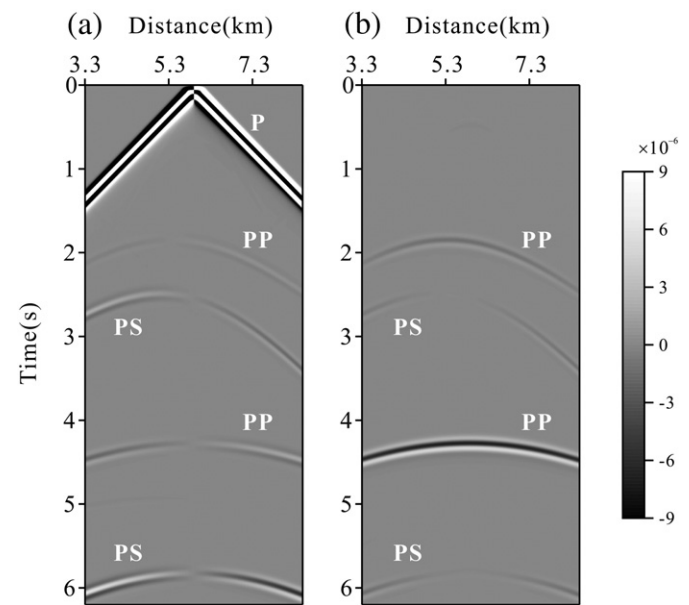 (a) Distance(km) (b) Distance(km)
3.3 5.3 7.3 3.3 5.3 7.3
0 0
P
×10⁻⁶
9
1 1
6
PP PP
2 2
3
PS PS
3 3
0
Time(s)
-3
4 4
PP PP
-6
5 5
-9
PS PS
6 6